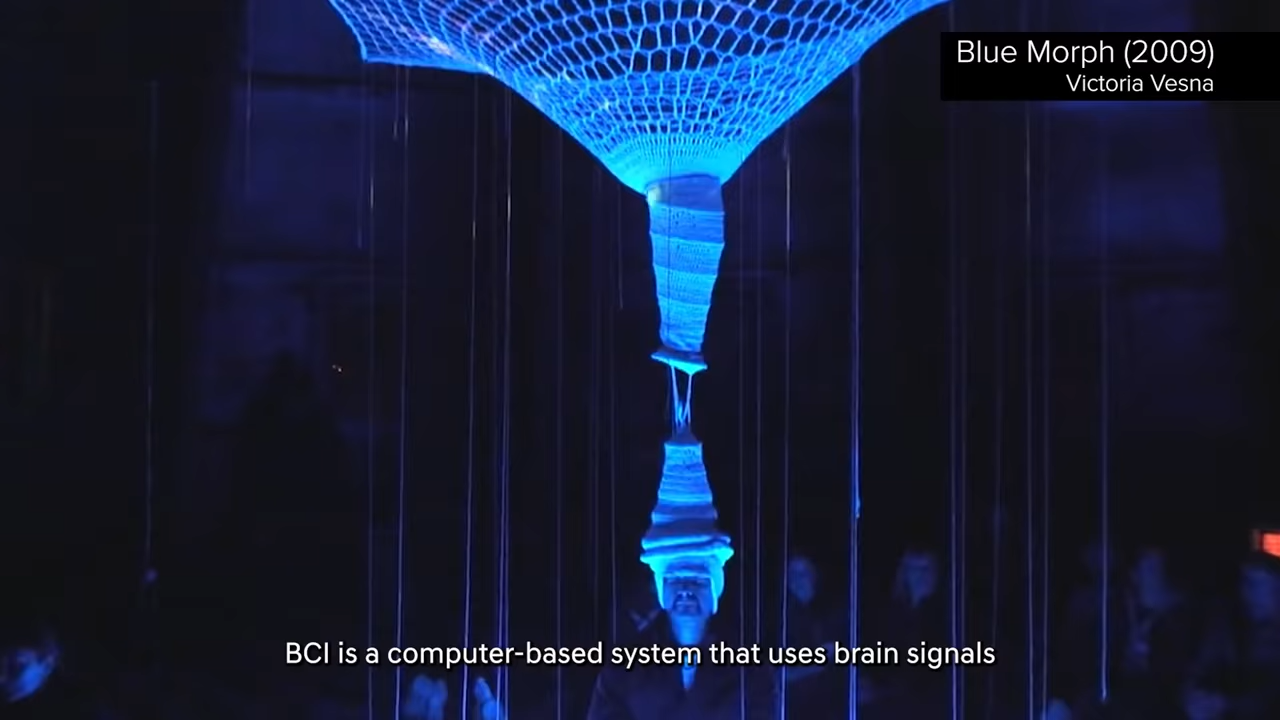 Blue Morph (2009)
Victoria Vesna
BCI is a computer-based system that uses brain signals